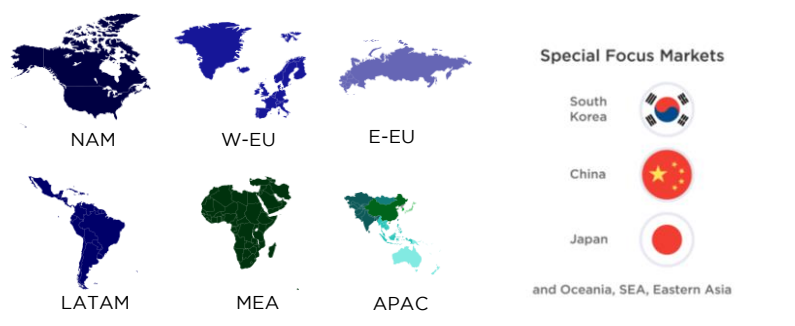 NAM
W-EU
E-EU
LATAM
MEA
APAC
Special Focus Markets
South
Korea
China
Japan
and Oceania, SEA, Eastern Asia